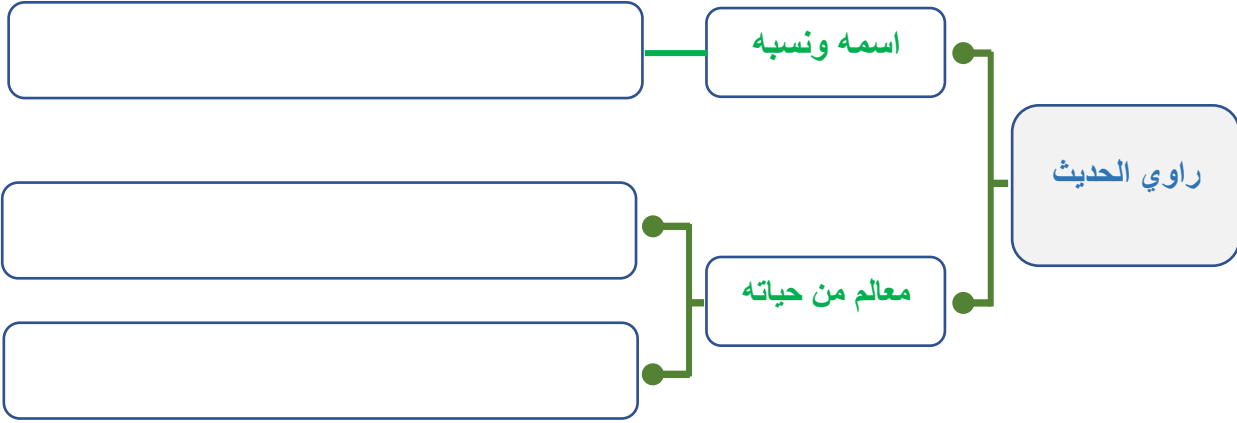 راوي الحديث
اسمه ونسبه
معالم من حياته